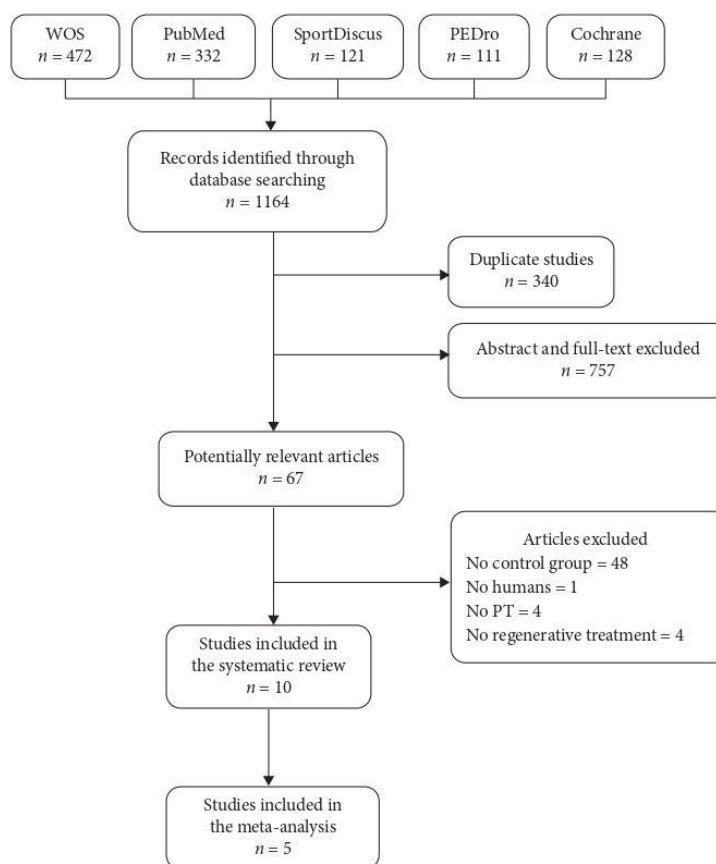 WOS
n = 472
PubMed
n = 332
SportDiscus
n = 121
PEDro
n = 111
Cochrane
n = 128
Records identified through
database searching
n = 1164
Duplicate studies
n = 340
Abstract and full-text excluded
n = 757
Potentially relevant articles
n = 67
Articles excluded
No control group = 48
No humans = 1
No PT = 4
No regenerative treatment = 4
Studies included in
the systematic review
n = 10
Studies included in
the meta-analysis
n = 5